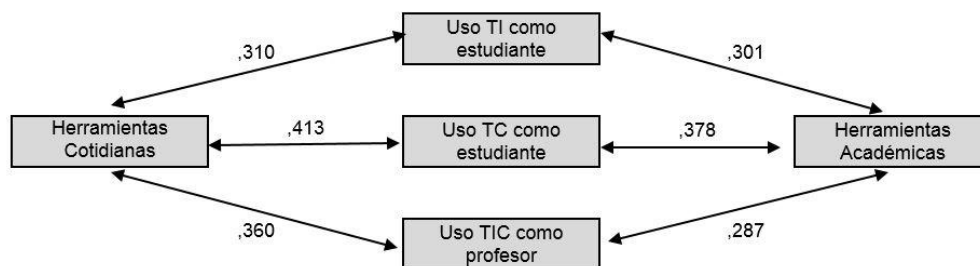 Uso TI como
estudiante
,310
,301
Herramientas
Cotidianas
,413
Uso TC como
estudiante
,378
Herramientas
Académicas
,360
Uso TIC como
profesor
,287